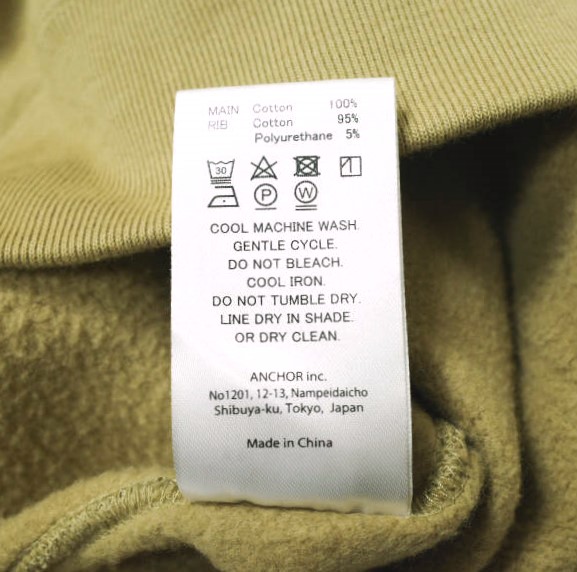 MAIN Cotton 100%
RIB Cotton 95%
Polyurethane 5%
30
P W
COOL MACHINE WASH.
GENTLE CYCLE.
DO NOT BLEACH.
COOL IRON.
DO NOT TUMBLE DRY.
LINE DRY IN SHADE.
OR DRY CLEAN.
ANCHOR inc.
No1201, 12-13, Nampeidaicho
Shibuya-ku, Tokyo, Japan
Made in China